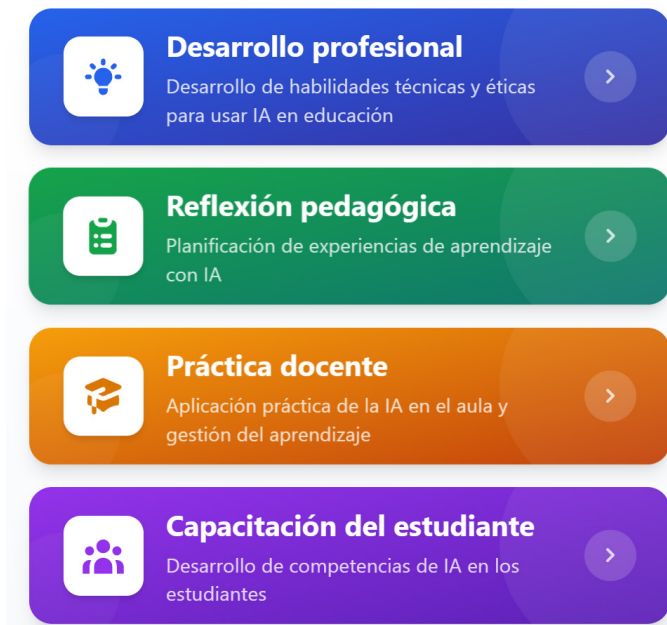 Desarrollo profesional
Desarrollo de habilidades técnicas y éticas
para usar IA en educación
Reflexión pedagógica
Planificación de experiencias de aprendizaje
con IA
Práctica docente
Aplicación práctica de la IA en el aula y
gestión del aprendizaje
Capacitación del estudiante
Desarrollo de competencias de IA en los
estudiantes